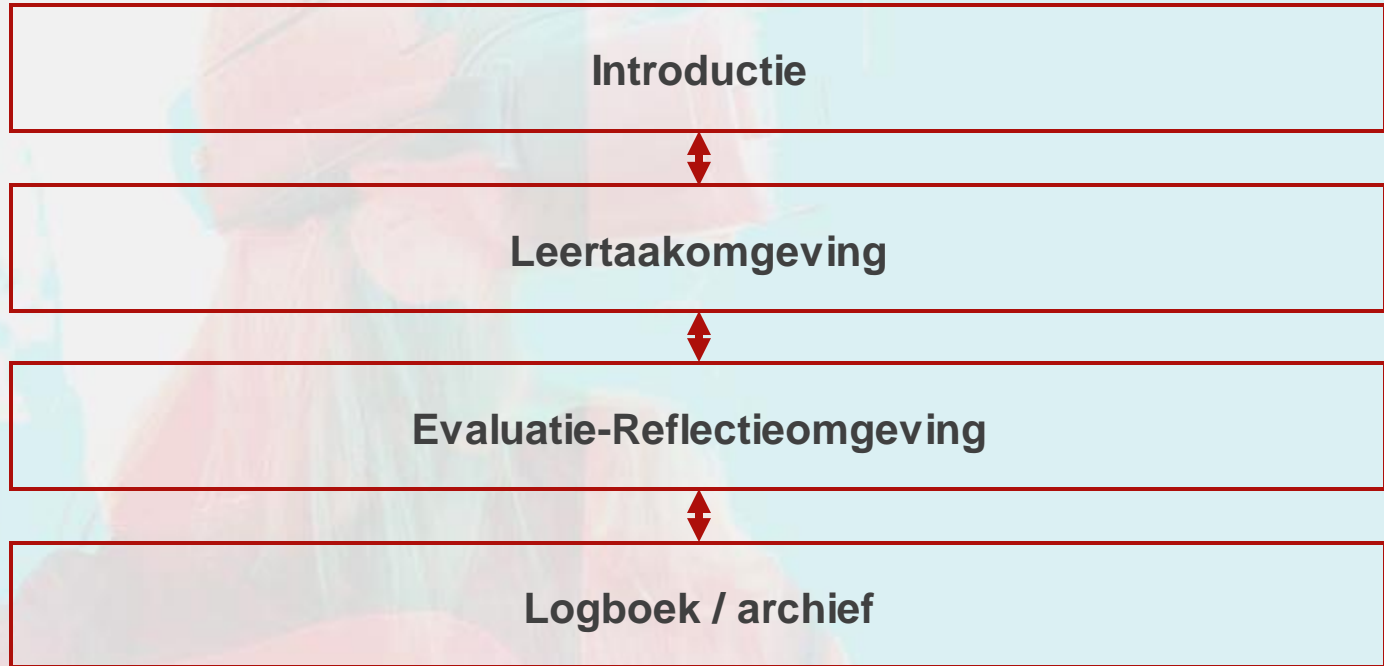 Introductie
Leertaakomgeving
Evaluatie-Reflectieomgeving
Logboek / archief